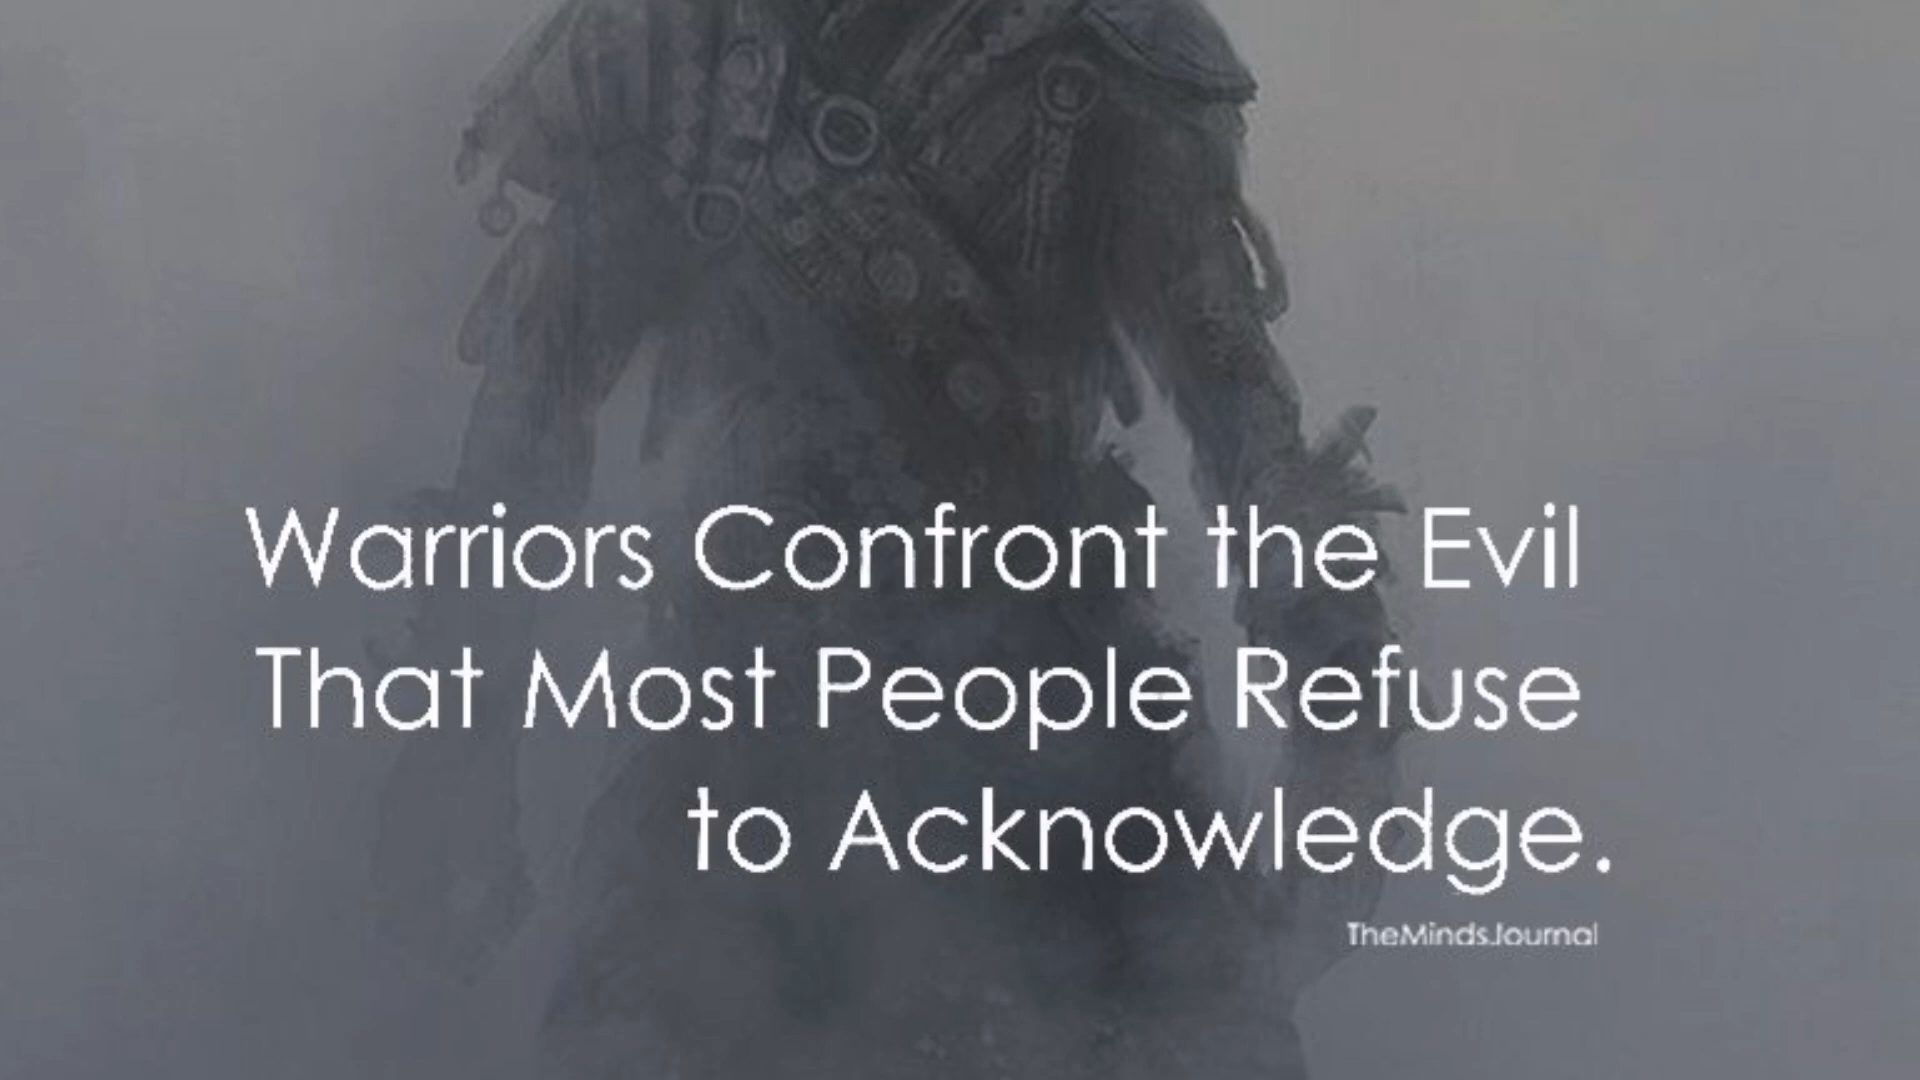 Warriors Confront the Evil
That Most People Refuse
to Acknowledge.
TheMindsJournal